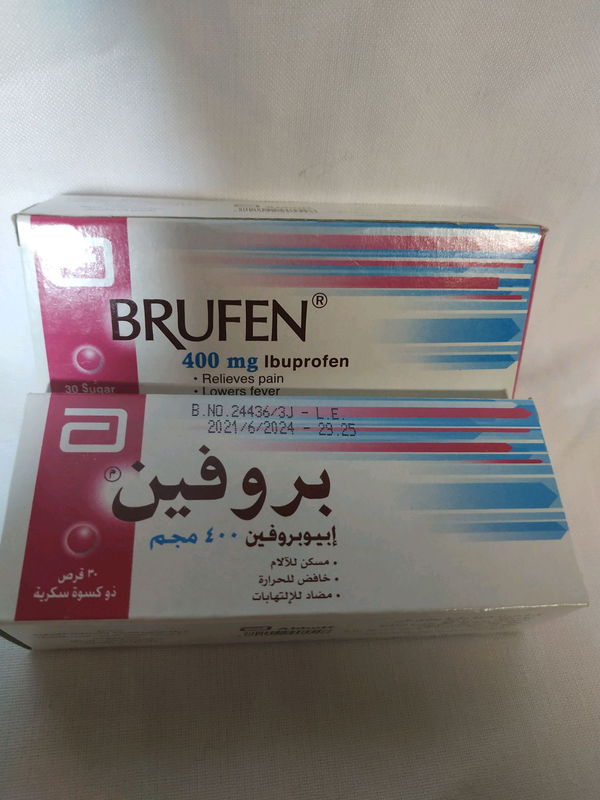 BRUFEN®
400 mg Ibuprofen
• Relieves pain
• Lowers fever
30 Sugar
B.NO.24436/3J - L.E.
2021/6/2024 - 29.25
بروفين
م
إيبوبروفين ٤٠٠ مجم
• مسكن للآلام
• خافض للحرارة
• مضاد للإلتهابات
٣٠ قرص
ذو كسوة سكرية
Abbott